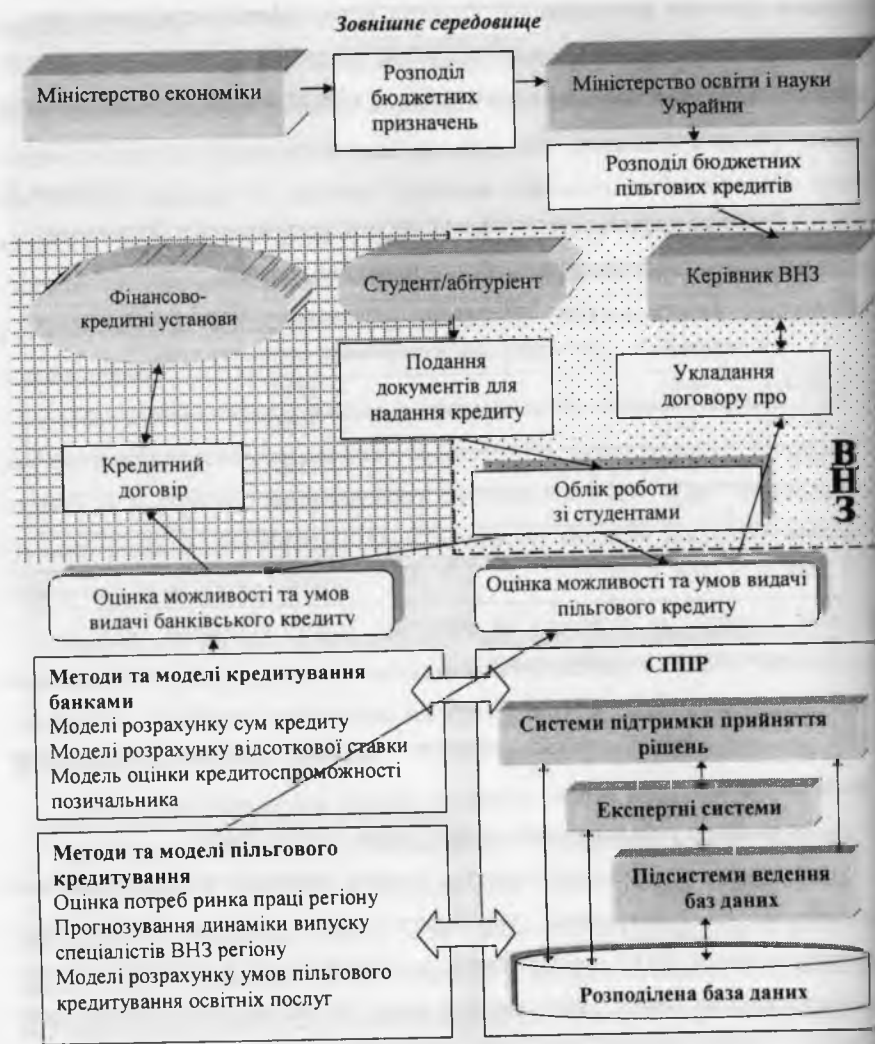 Зовнішнє середовище
Міністерство економіки
Розподіл
бюджетних
призначень
Міністерство освіти і науки
Украйни
Розподіл бюджетних
пільгових кредитів
Фінансово-
кредитні установи
Студент/абітурієнт
Керівник ВНЗ
Подання
документів для
надання кредиту
Укладання
договору про
Кредитний
договір
Облік роботи
зі студентами
ВНЗ
Оцінка можливості та умов
видачі банківського кредиту
Оцінка можливості та умов видачі
пільгового кредиту
Методи та моделі кредитування
банками
Моделі розрахунку сум кредиту
Моделі розрахунку відсоткової ставки
Модель оцінки кредитоспроможності
позичальника
СППР
Системи підтримки прийняття
рішень
Експертні системи
Підсистеми ведення
баз даних
Розподілена база даних
Методи та моделі пільгового
кредитування
Оцінка потреб ринка праці регіону
Прогнозування динаміки випуску
спеціалістів ВНЗ регіону
Моделі розрахунку умов пільгового
кредитування освітніх послуг